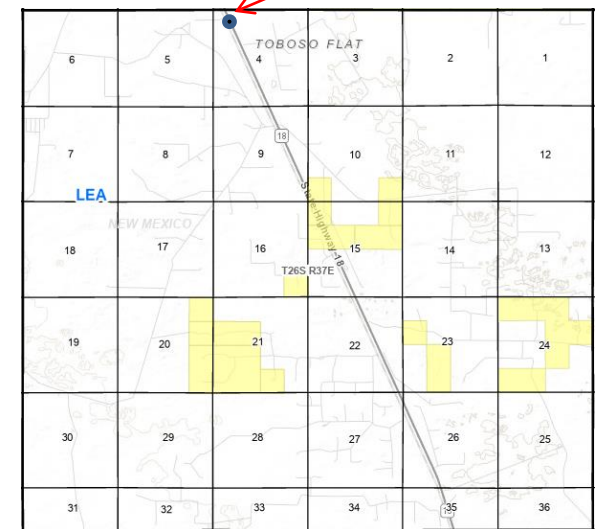 TOBOSO FLAT
6 5 4 3 2 1
18
7 8 9 10 11 12
LEA
State Highway 18
NEW MEXICO
18 17 16 15 14 13
T26S R37E
19 20 21 22 23 24
30 29 28 27 26 25
31 32 33 34 35 36